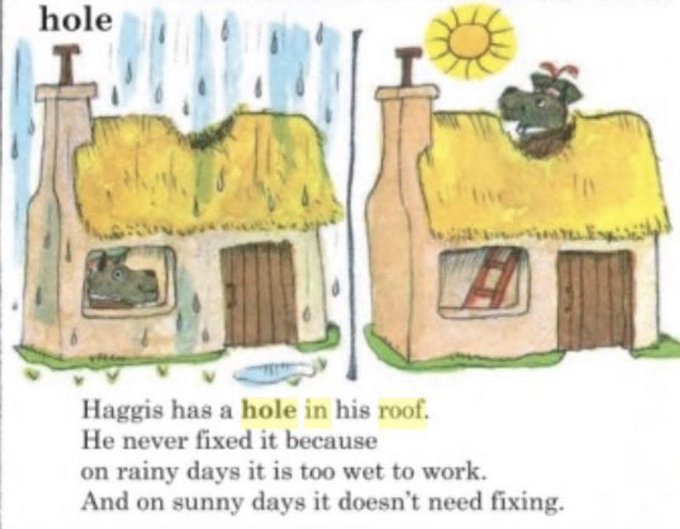 hole
Haggis has a hole in his roof.
He never fixed it because
on rainy days it is too wet to work.
And on sunny days it doesn't need fixing.